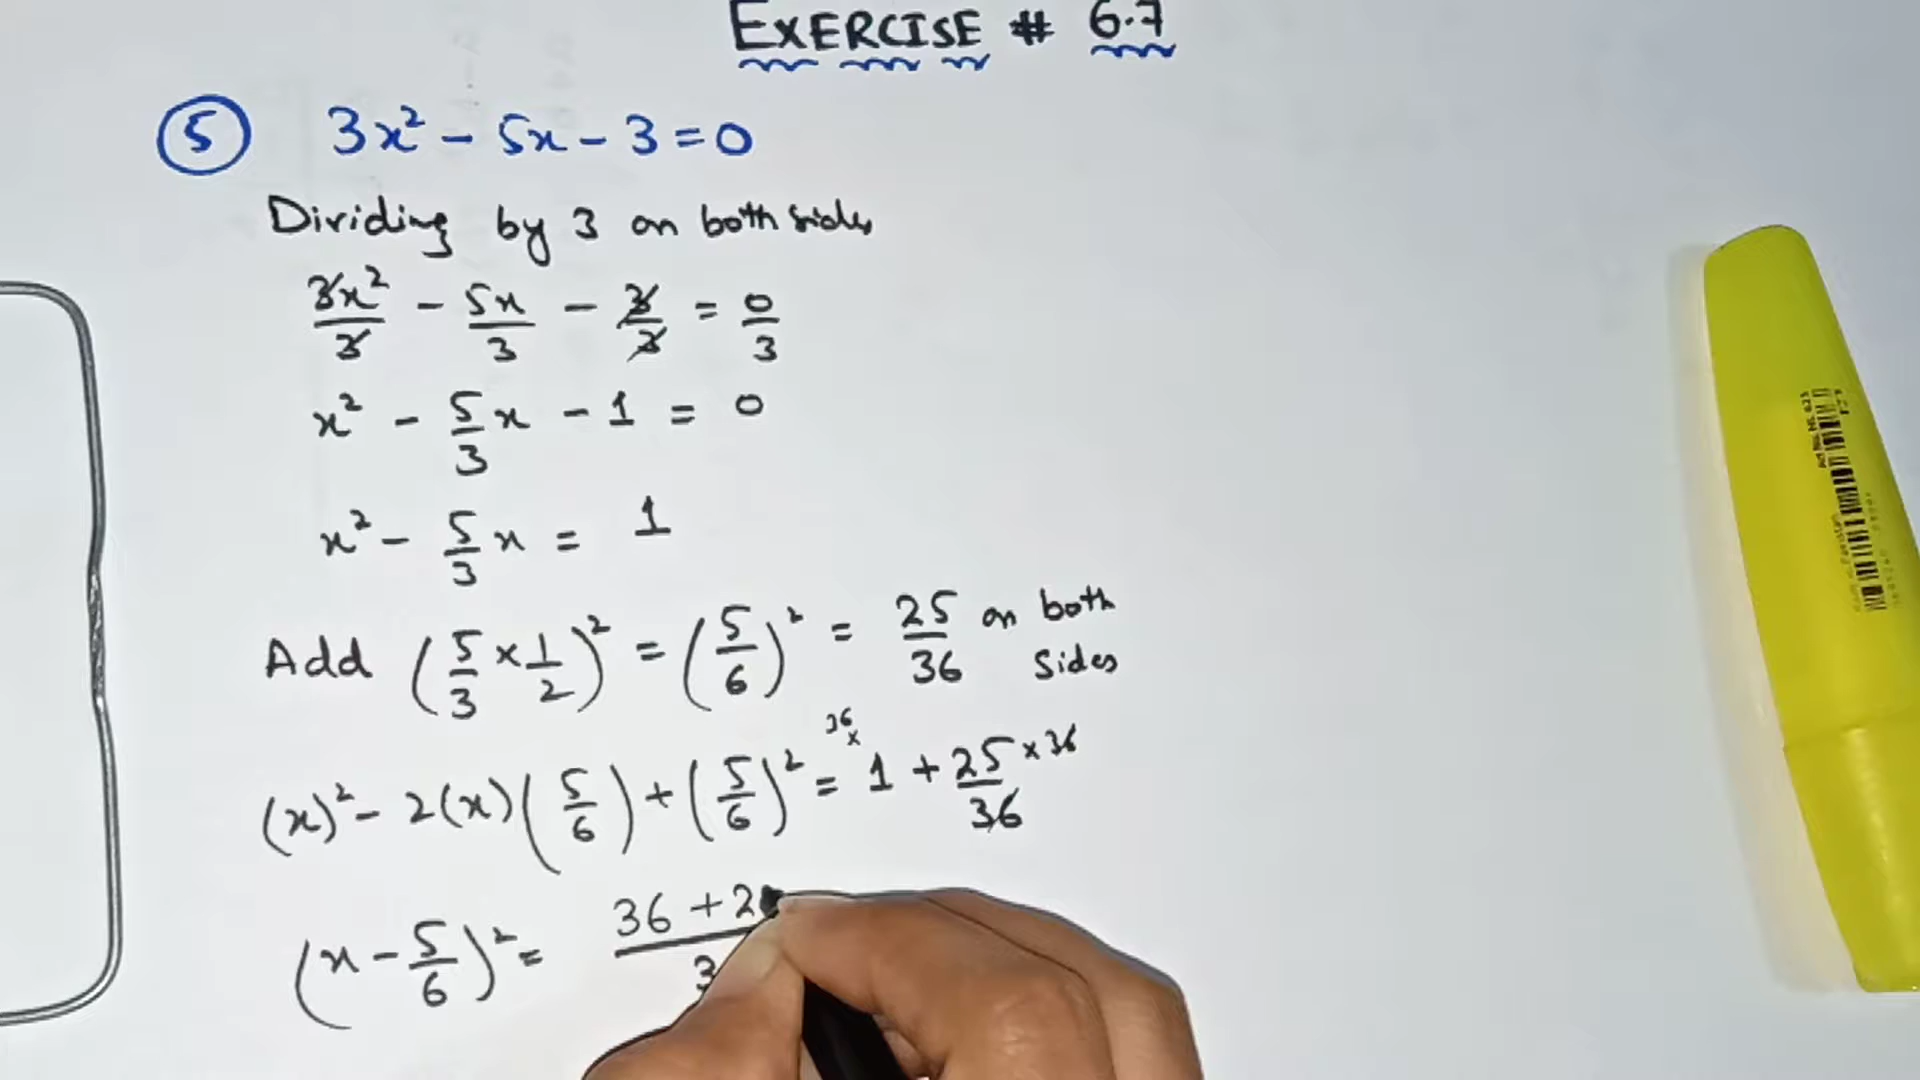 EXERCISE # 6.7
5 3x² - 5x - 3 = 0
Dividing by 3 on both sides
3x²/3 - 5x/3 - 3/3 = 0/3
x² - 5/3 x - 1 = 0
x² - 5/3 x = 1
Add (5/3 × 1/2)² = (5/6)² = 25/36 on both sides
(x)² - 2(x)(5/6) + (5/6)² = 36 × 1 + 25/36 × 36
(x - 5/6)² = 36 + 2 / 3